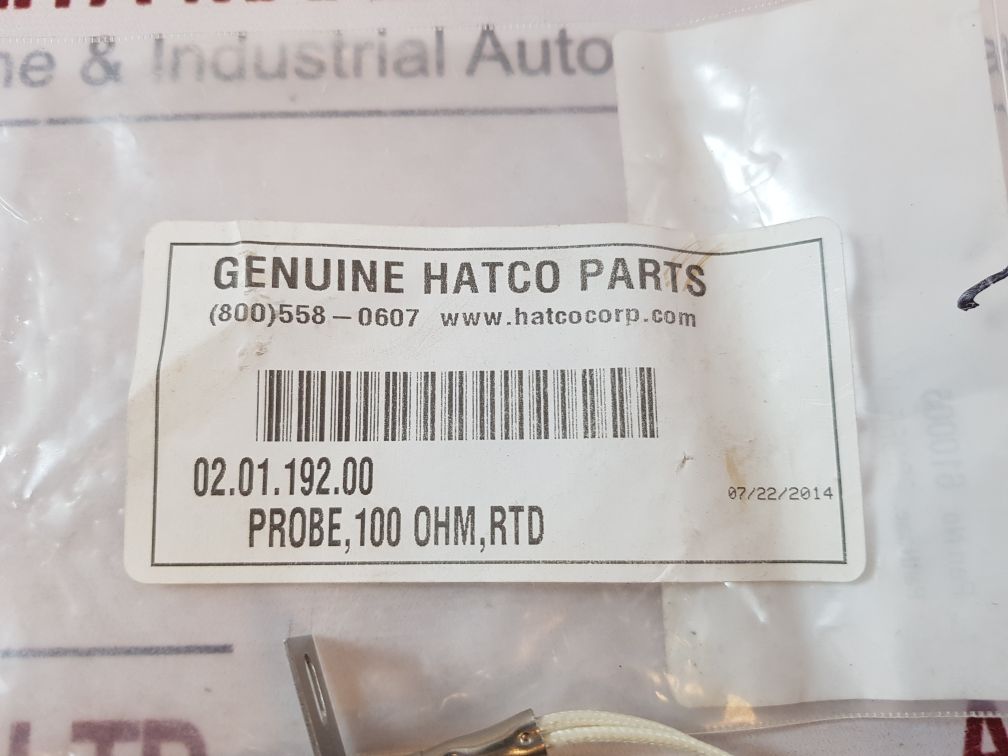 & Industrial Auto
GENUINE HATCO PARTS
(800)558-0607 www.hatcocorp.com
02.01.192.00
07/22/2014
PROBE,100 OHM,RTD
LTD